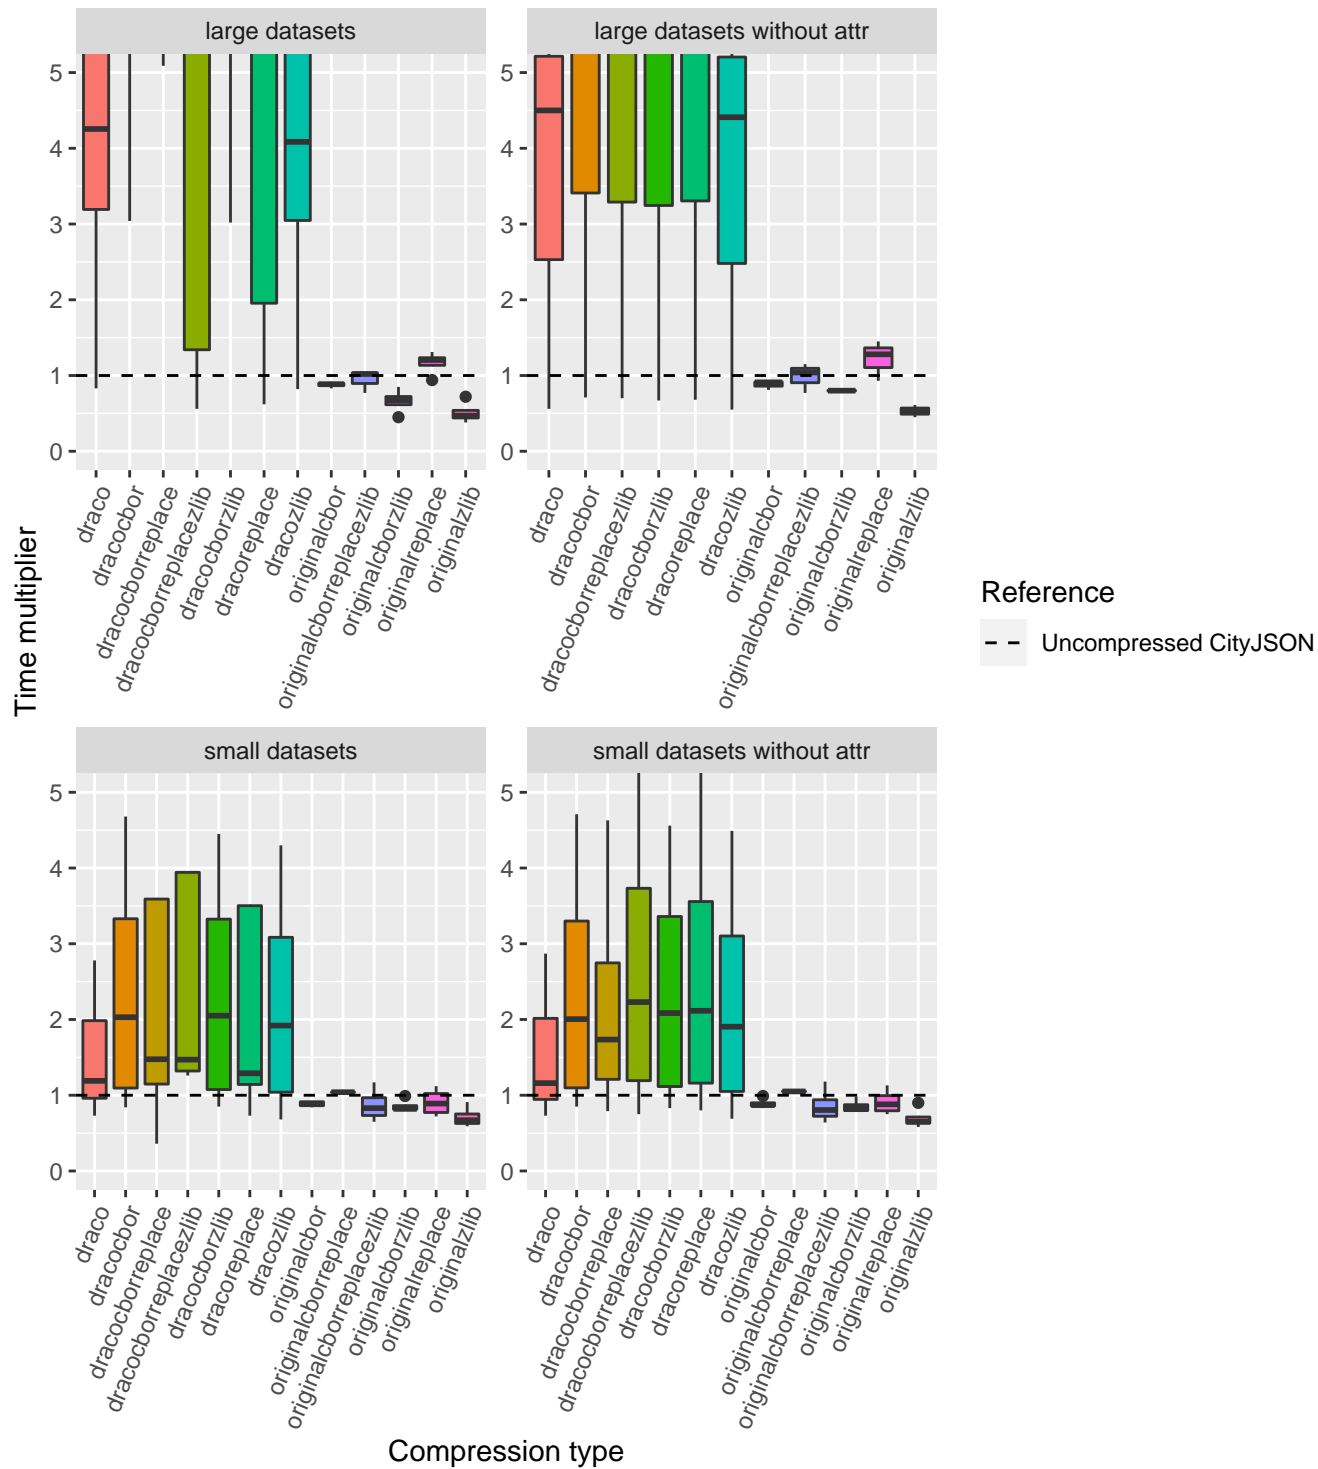 large datasets
large datasets without attr
5
4
3
2
1
0
5
4
3
2
1
0
draco
dracocbor
dracocborreplace
dracocborreplacezlib
dracocborzlib
dracoreplace
dracozlib
originalcbor
originalcborreplacezlib
originalcborzlib
originalreplace
originalzlib
draco
dracocbor
dracocborreplacezlib
dracocborzlib
dracoreplace
dracozlib
originalcbor
originalcborreplacezlib
originalcborzlib
originalreplace
originalzlib
Time multiplier
Reference
Uncompressed CityJSON
small datasets
small datasets without attr
5
4
3
2
1
0
5
4
3
2
1
0
draco
dracocbor
dracocborreplace
dracocborreplacezlib
dracocborzlib
dracoreplace
dracozlib
originalcbor
originalcborreplace
originalcborreplacezlib
originalcborzlib
originalreplace
originalzlib
draco
dracocbor
dracocborreplace
dracocborreplacezlib
dracocborzlib
dracoreplace
dracozlib
originalcbor
originalcborreplace
originalcborreplacezlib
originalcborzlib
originalreplace
originalzlib
Compression type